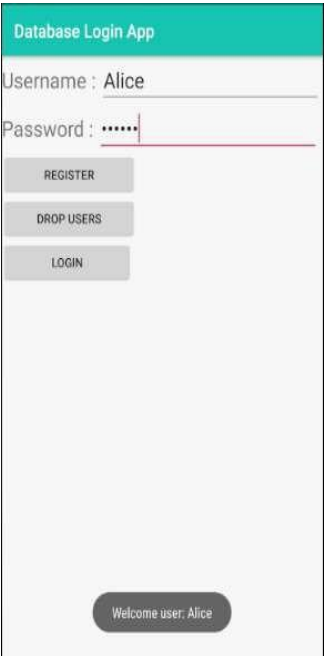 Database Login App
Username : Alice
Password : ••••••
REGISTER
DROP USERS
LOGIN
Welcome user: Alice